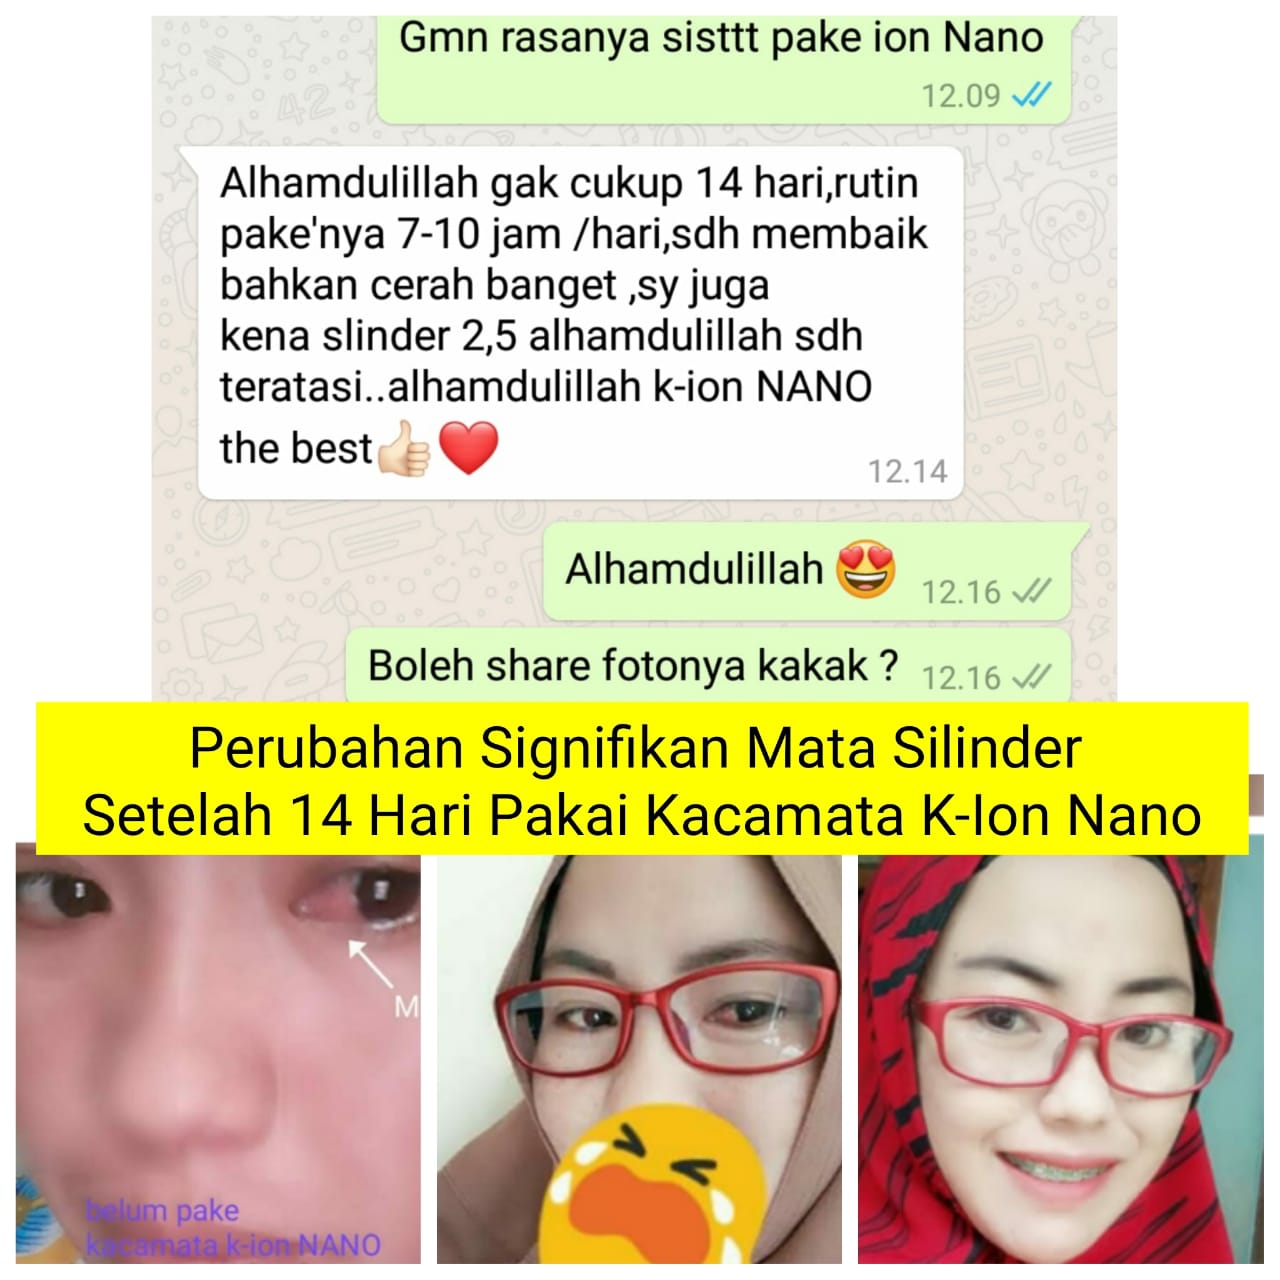 Gmn rasanya sisttt pake ion Nano
12.09
Alhamdulillah gak cukup 14 hari,rutin
pake'nya 7-10 jam /hari,sdh membaik
bahkan cerah banget ,sy juga
kena slinder 2,5 alhamdulillah sdh
teratasi..alhamdulillah k-ion NANO
the best👍🏻❤️
12.14
Alhamdulillah 😍 12.16
Boleh share fotonya kakak ? 12.16
Perubahan Signifikan Mata Silinder
Setelah 14 Hari Pakai Kacamata K-Ion Nano
M
belum pake
kacamata k-ion NANO